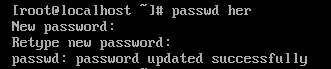 [root@localhost ~]# passwd her
New password:
Retype new password:
passwd: password updated successfully